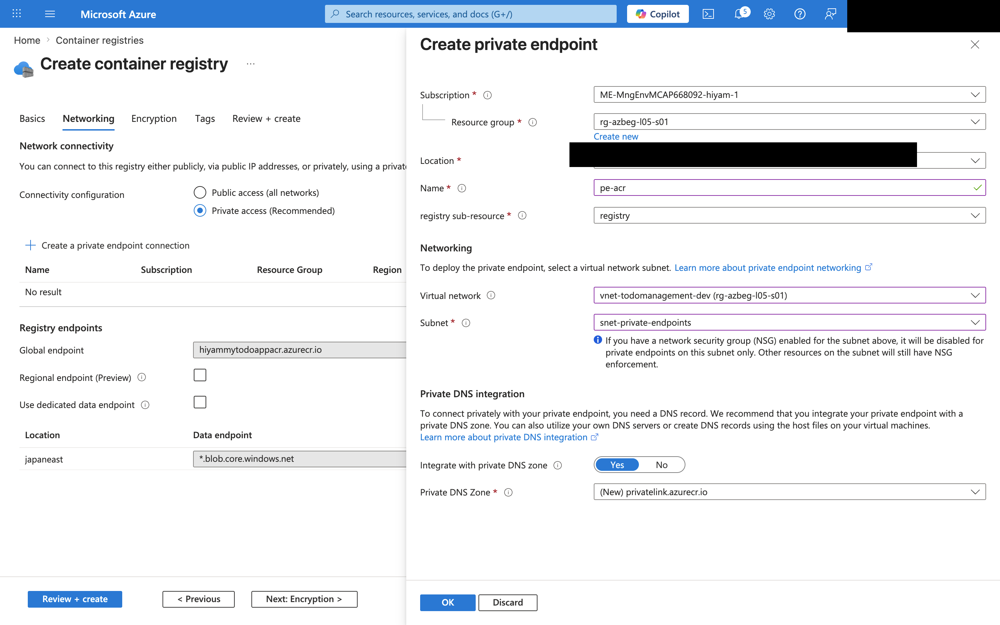 Microsoft Azure
Search resources, services, and docs (G+/)
Copilot
5
Home > Container registries
Create container registry
...
Basics
Networking
Encryption
Tags
Review + create
Network connectivity
You can connect to this registry either publicly, via public IP addresses, or privately, using a private
Connectivity configuration
Public access (all networks)
Private access (Recommended)
Create a private endpoint connection
Name Subscription Resource Group Region
No result
Registry endpoints
Global endpoint
hiyammytodoappacr.azurecr.io
Regional endpoint (Preview)
Use dedicated data endpoint
Location Data endpoint
japaneast *.blob.core.windows.net
Review + create
< Previous
Next: Encryption >
Create private endpoint
Subscription *
ME-MngEnvMCAP668092-hiyam-1
Resource group *
rg-azbeg-l05-s01
Create new
Location *
Name *
pe-acr
registry sub-resource *
registry
Networking
To deploy the private endpoint, select a virtual network subnet. Learn more about private endpoint networking
Virtual network
vnet-todomanagement-dev (rg-azbeg-l05-s01)
Subnet *
snet-private-endpoints
If you have a network security group (NSG) enabled for the subnet above, it will be disabled for
private endpoints on this subnet only. Other resources on the subnet will still have NSG
enforcement.
Private DNS integration
To connect privately with your private endpoint, you need a DNS record. We recommend that you integrate your private endpoint with a
private DNS zone. You can also utilize your own DNS servers or create DNS records using the host files on your virtual machines.
Learn more about private DNS integration
Integrate with private DNS zone
Yes No
Private DNS Zone *
(New) privatelink.azurecr.io
OK
Discard